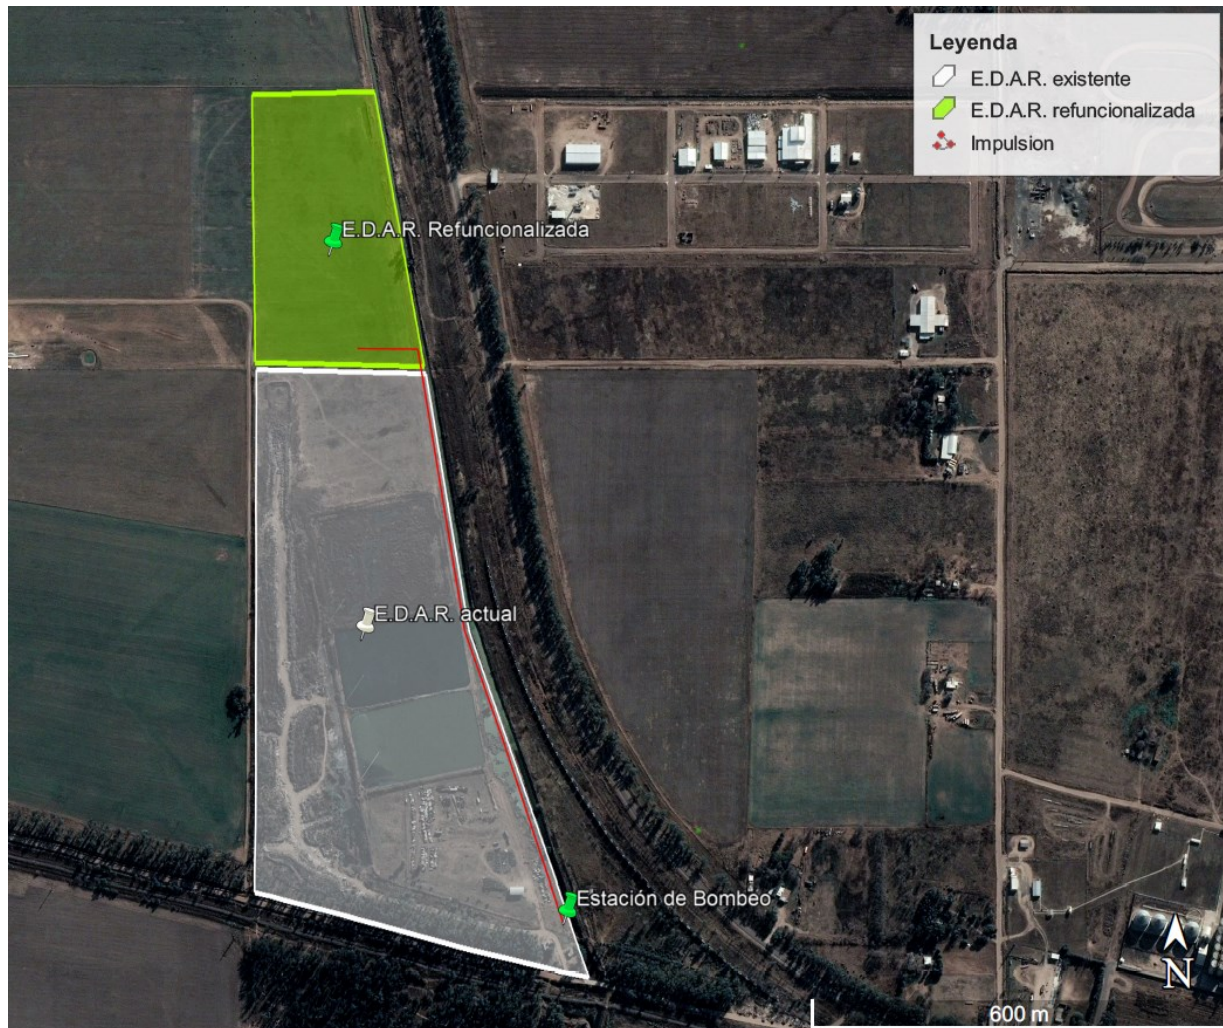 Leyenda
E.D.A.R. existente
E.D.A.R. refuncionalizada
Impulsion
E.D.A.R. Refuncionalizada
E.D.A.R. actual
Estación de Bombeo
N
600 m